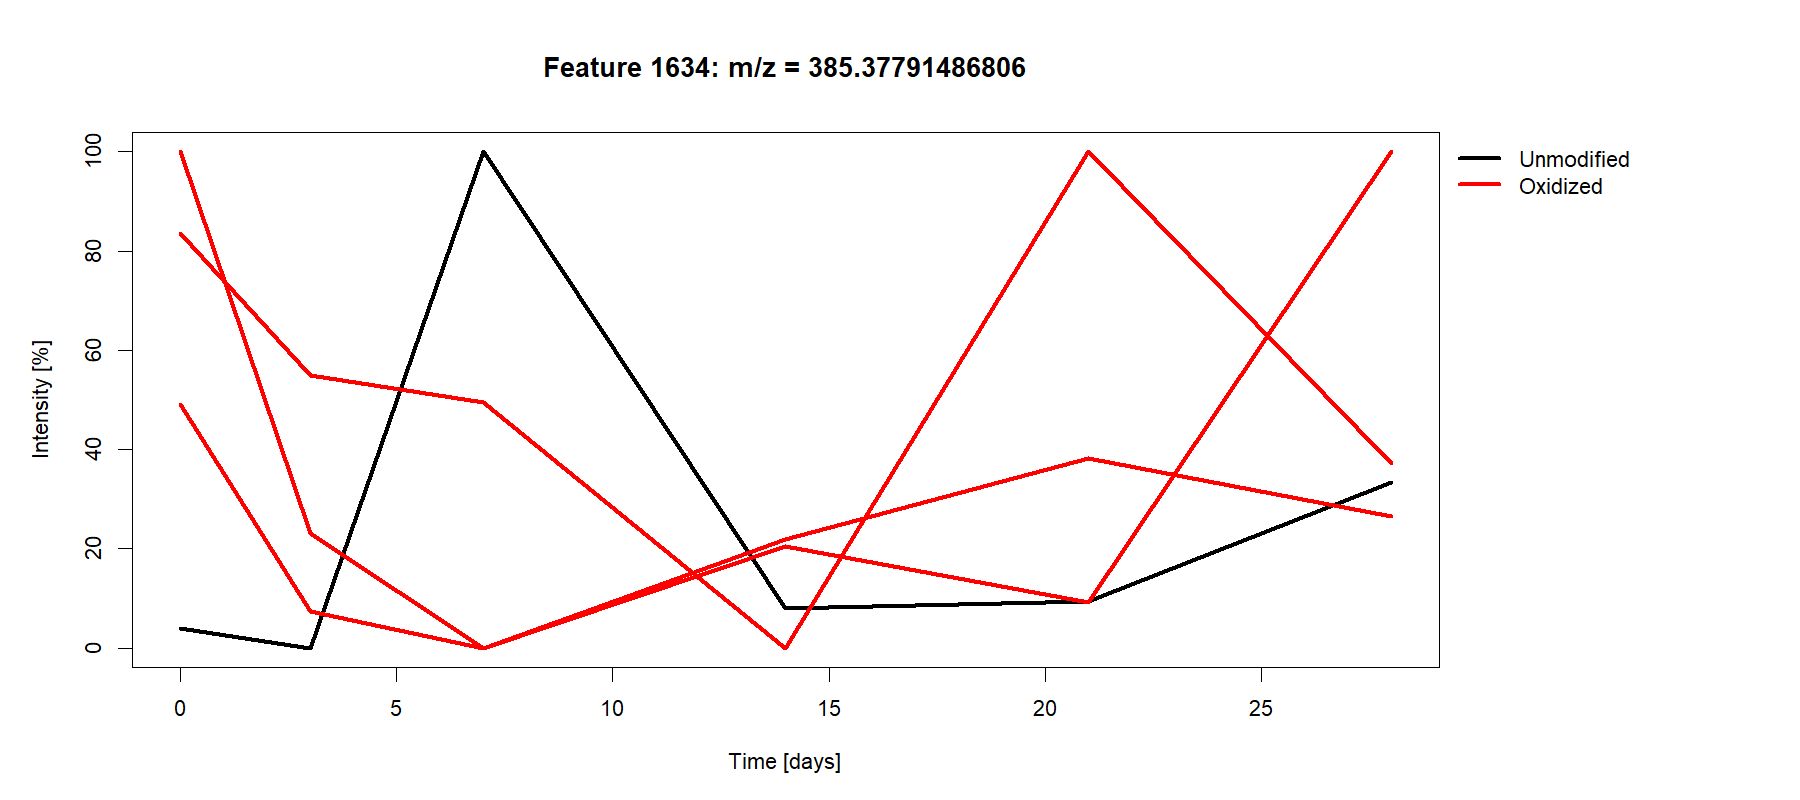 Feature 1634: m/z = 385.37791486806
Unmodified
Oxidized
Intensity [%]
100
80
60
40
20
0
0 5 10 15 20 25
Time [days]